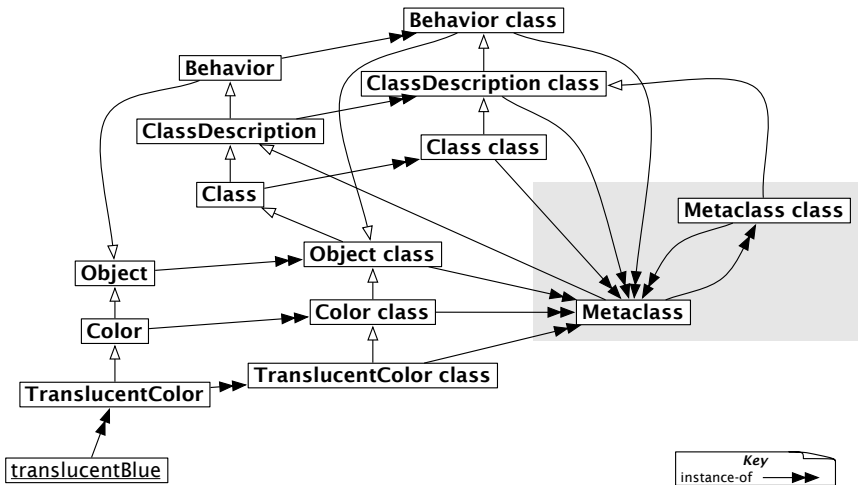 Behavior class
Behavior
ClassDescription class
ClassDescription
Class class
Class
Metaclass class
Object class
Object
Color class
Metaclass
Color
TranslucentColor class
TranslucentColor
translucentBlue
Key
instance-of